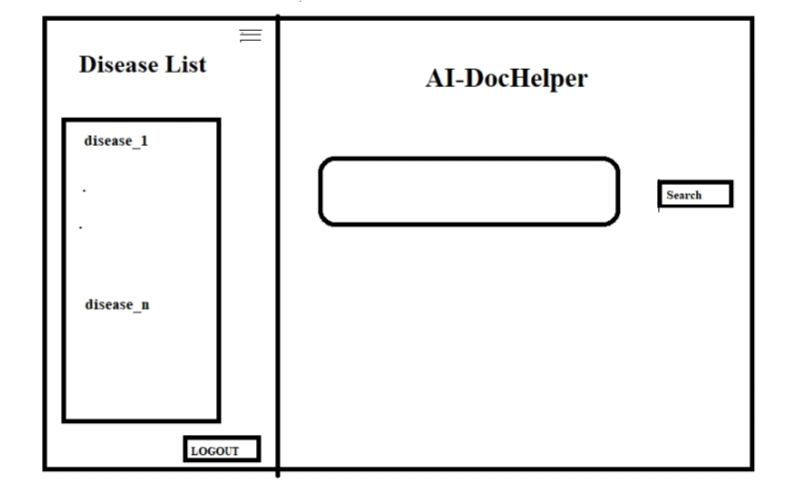 Disease List
disease_1
.
.
disease_n
LOGOUT
AI-DocHelper
Search